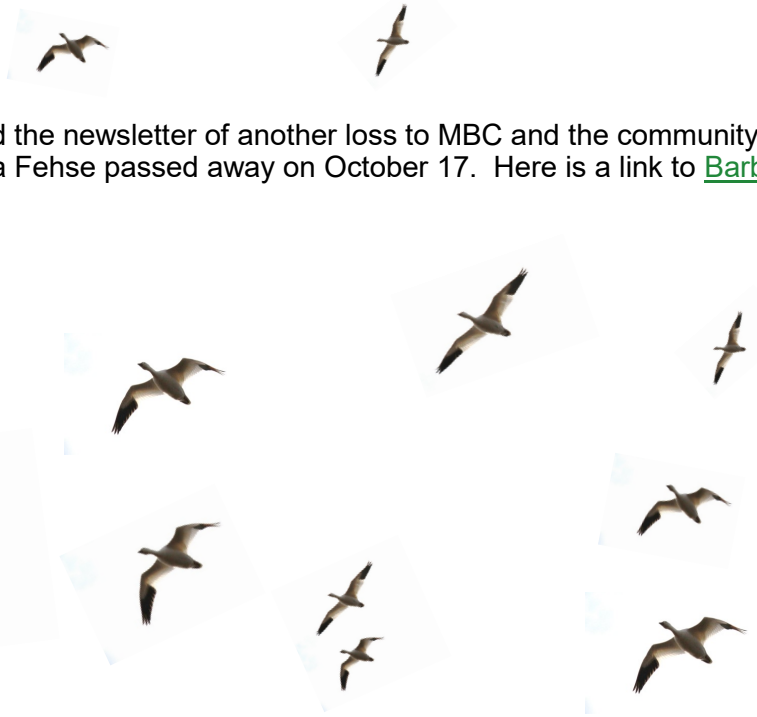 the newsletter of another loss to MBC and the community
Fehse passed away on October 17.  Here is a link to